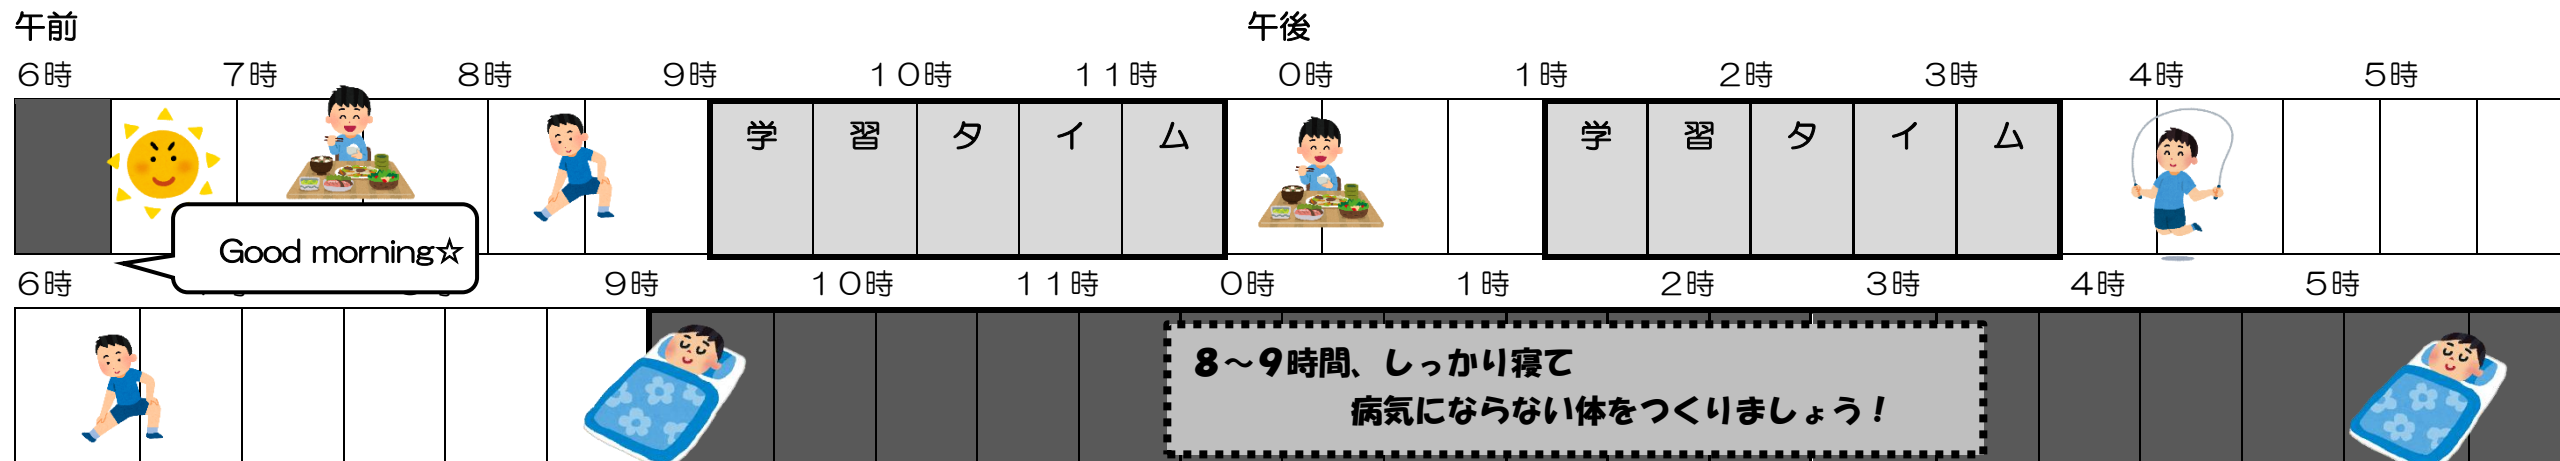 午前 午後
６時 ７時 ８時 ９時 １０時 １１時 ０時 １時 ２時 ３時 ４時 ５時
学 習 タ イ ム 学 習 タ イ ム
Good morning☆
６時 ９時 １０時 １１時 ０時 １時 ２時 ３時 ４時 ５時
８～９時間、しっかり寝て
病気にならない体をつくりましょう！